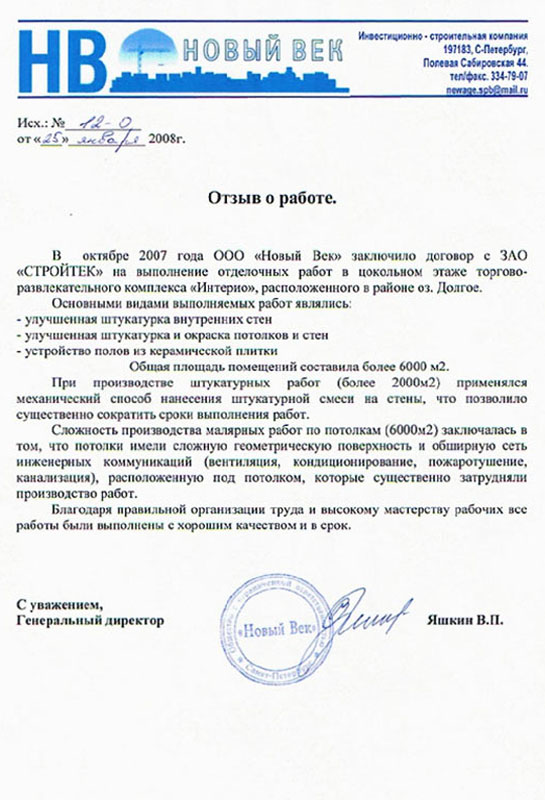 НВ НОВЫЙ ВЕК
Инвестиционно - строительная компания
197183, С-Петербург,
Полевая Сабировская 44.
тел/факс. 334-79-07
newage.spb@mail.ru
Исх.: № 12-0
от «25» января 2008г.
Отзыв о работе.
В октябре 2007 года ООО «Новый Век» заключило договор с ЗАО
«СТРОЙТЕК» на выполнение отделочных работ в цокольном этаже торгово-
развлекательного комплекса «Интерио», расположенного в районе оз. Долгое.
Основными видами выполняемых работ являлись:
- улучшенная штукатурка внутренних стен
- улучшенная штукатурка и окраска потолков и стен
- устройство полов из керамической плитки
Общая площадь помещений составила более 6000 м2.
При производстве штукатурных работ (более 2000м2) применялся
механический способ нанесения штукатурной смеси на стены, что позволило
существенно сократить сроки выполнения работ.
Сложность производства малярных работ по потолкам (6000м2) заключалась в
том, что потолки имели сложную геометрическую поверхность и обширную сеть
инженерных коммуникаций (вентиляция, кондиционирование, пожаротушение,
канализация), расположенную под потолком, которые существенно затрудняли
производство работ.
Благодаря правильной организации труда и высокому мастерству рабочих все
работы были выполнены с хорошим качеством и в срок.
С уважением,
Генеральный директор
«Новый Век»
Санкт-Петербург
Яшкин В.П.